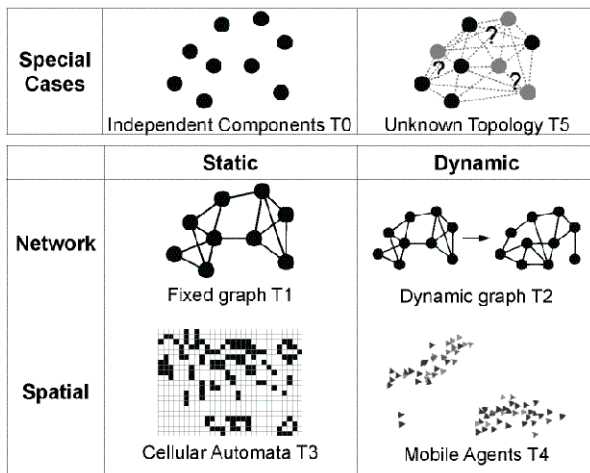 Special
Cases
? ? ?
Independent Components T0
Unknown Topology T5
Static
Dynamic
Network
Fixed graph T1
Dynamic graph T2
Spatial
Cellular Automata T3
Mobile Agents T4